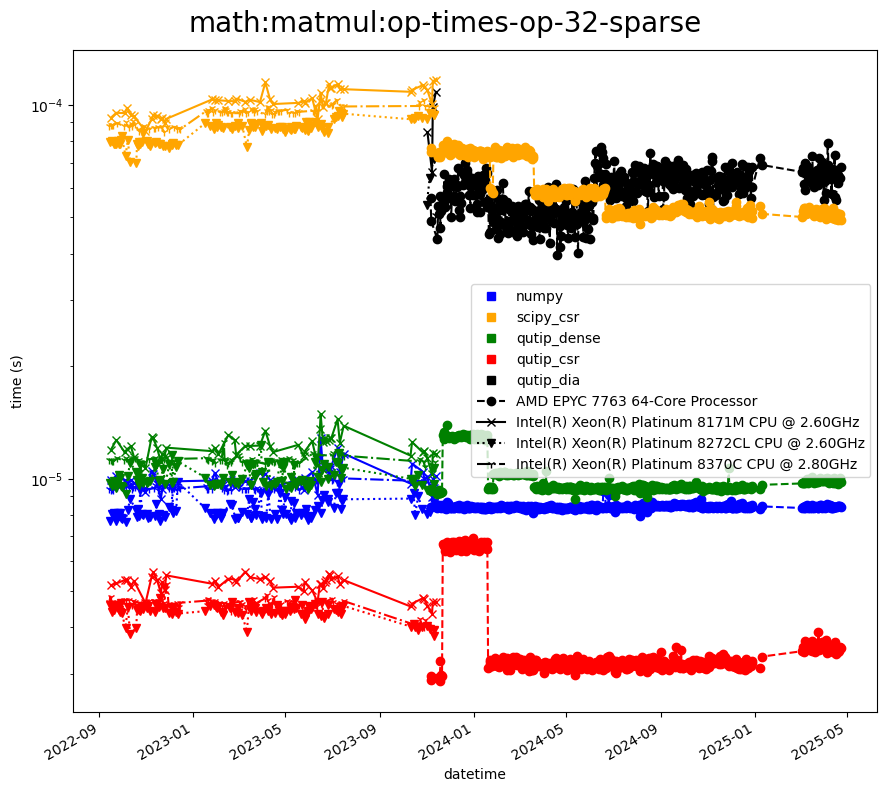 math:matmul:op-times-op-32-sparse
10⁻⁴
10⁻⁵
time (s)
numpy
scipy_csr
qutip_dense
qutip_csr
qutip_dia
AMD EPYC 7763 64-Core Processor
Intel(R) Xeon(R) Platinum 8171M CPU @ 2.60GHz
Intel(R) Xeon(R) Platinum 8272CL CPU @ 2.60GHz
Intel(R) Xeon(R) Platinum 8370C CPU @ 2.80GHz
2022-09
2023-01
2023-05
2023-09
2024-01
2024-05
2024-09
2025-01
2025-05
datetime